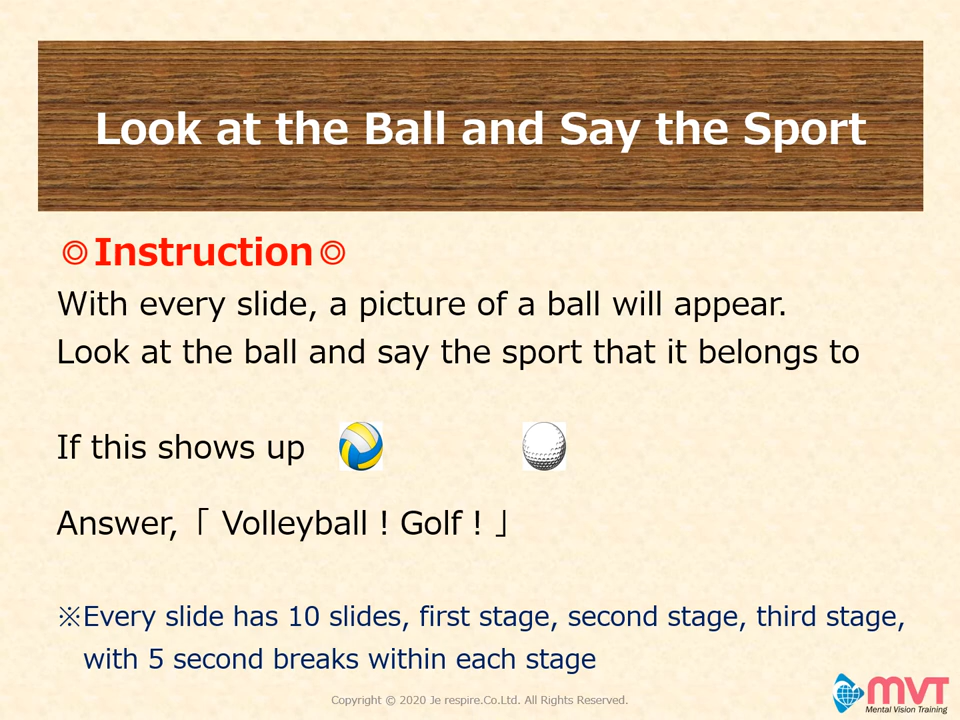 Look at the Ball and Say the Sport
◎Instruction◎
With every slide, a picture of a ball will appear.
Look at the ball and say the sport that it belongs to
If this shows up
Answer,「 Volleyball ! Golf ! 」
※Every slide has 10 slides, first stage, second stage, third stage,
with 5 second breaks within each stage
Copyright © 2020 Je respire.Co.Ltd. All Rights Reserved.
MVT
Mental Vision Training